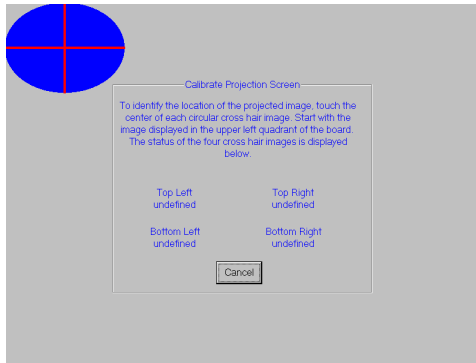 Calibrate Projection Screen
To identify the location of the projected image, touch the
center of each circular cross hair image. Start with the
image displayed in the upper left quadrant of the board.
The status of the four cross hair images is displayed
below.
Top Left
undefined
Top Right
undefined
Bottom Left
undefined
Bottom Right
undefined
Cancel